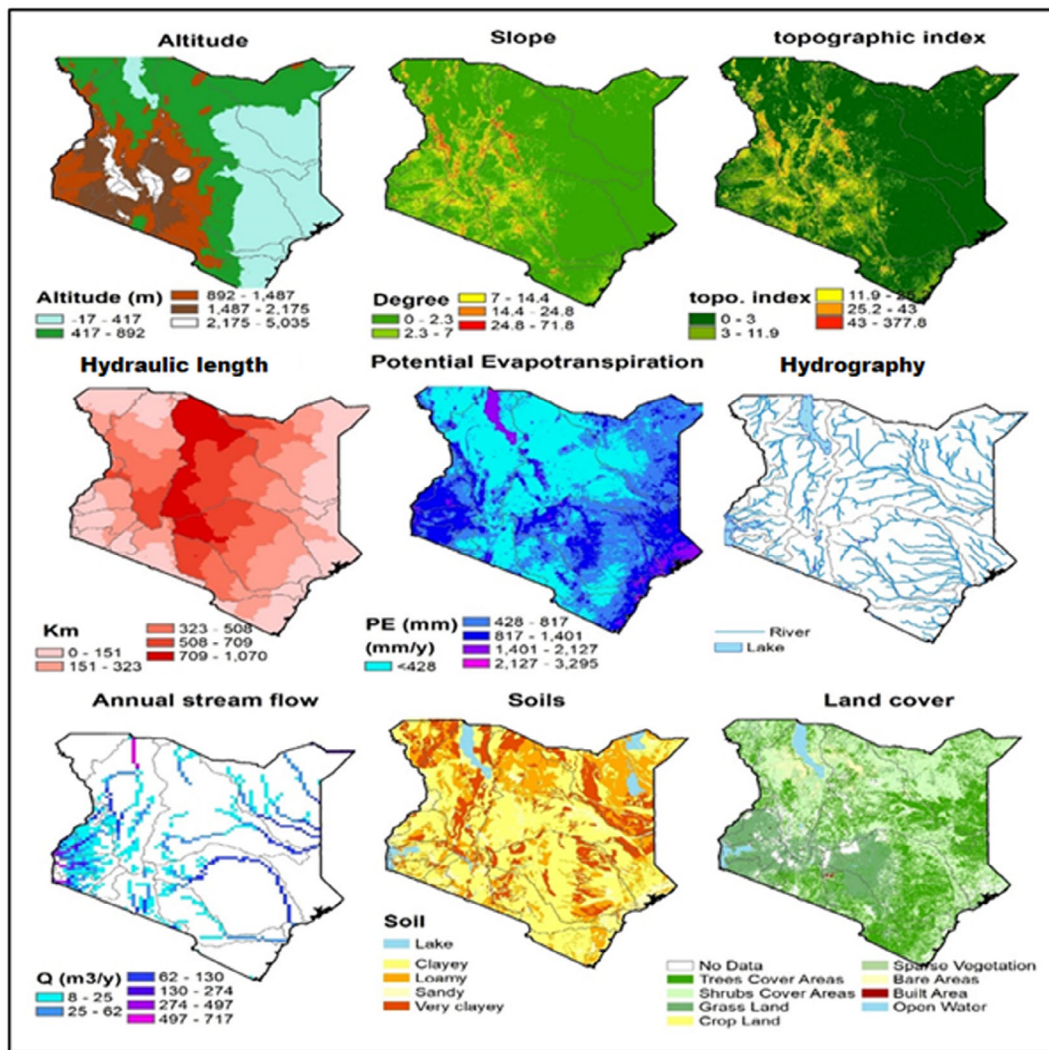 Altitude
Slope
topographic index
Altitude (m)
-17 - 417
417 - 892
892 - 1,487
1,487 - 2,175
2,175 - 5,035
Degree
0 - 2.3
2.3 - 7
7 - 14.4
14.4 - 24.8
24.8 - 71.8
topo. index
0 - 3
3 - 11.9
11.9 - 
25.2 - 43
43 - 377.8
Hydraulic length
Potential Evapotranspiration
Hydrography
Km
0 - 151
151 - 323
323 - 508
508 - 709
709 - 1,070
PE (mm)
(mm/y)
<428
428 - 817
817 - 1,401
1,401 - 2,127
2,127 - 3,295
River
Lake
Annual stream flow
Soils
Land cover
Q (m3/y)
8 - 25
25 - 62
62 - 130
130 - 274
274 - 497
497 - 717
Soil
Lake
Clayey
Loamy
Sandy
Very clayey
No Data
Trees Cover Areas
Shrubs Cover Areas
Grass Land
Crop Land
Sparse Vegetation
Bare Areas
Built Area
Open Water